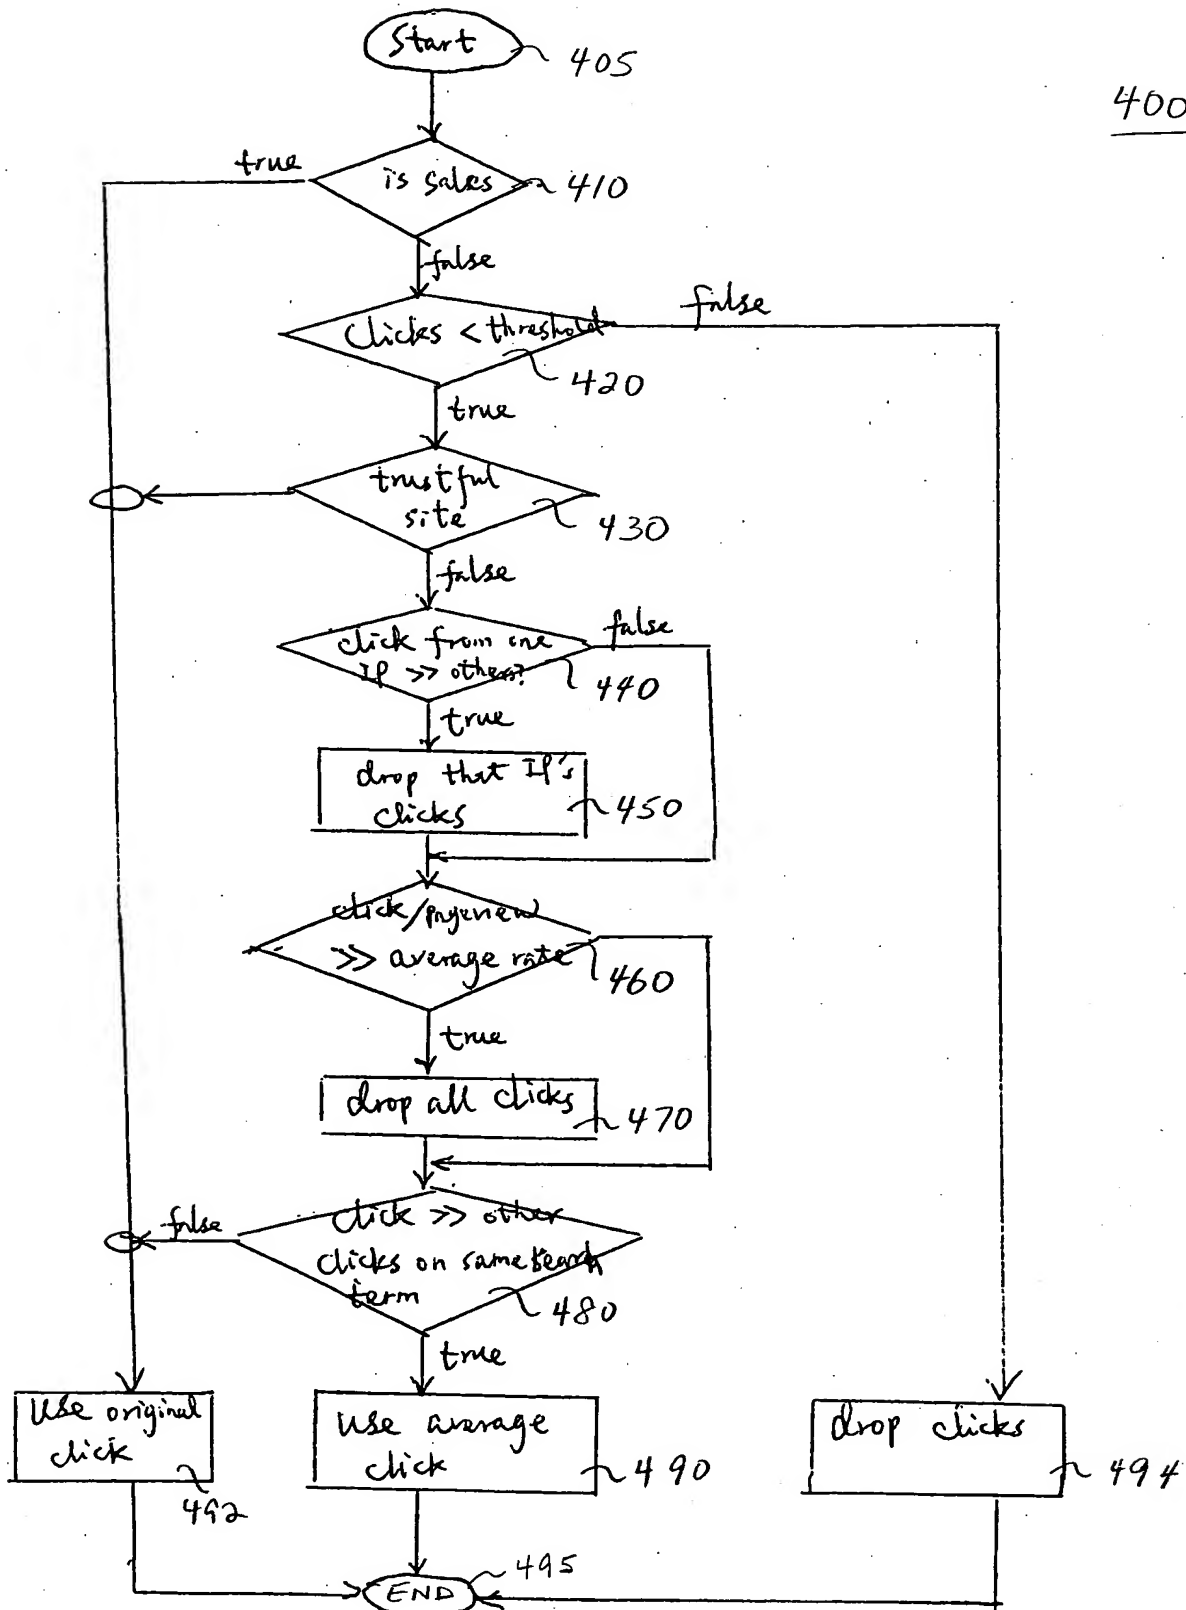 Start
405
400
true
is sales
410
false
clicks < threshold
false
420
true
trustful
site
430
false
click from one
IP >> others?
false
440
true
drop that IP's
clicks
450
click/pageview
>> average rate
460
true
drop all clicks
470
false
click >> other
clicks on same search
term
480
true
use original
click
492
use average
click
490
drop clicks
494
END
495